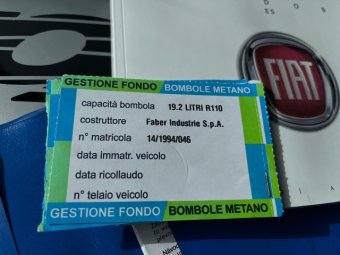 FIAT
GESTIONE FONDO BOMBOLE METANO
capacità bombola 19.2 LITRI R110
costruttore Faber Industrie S.p.A.
n° matricola 14/1994/046
data immatr. veicolo
data ricollaudo
n° telaio veicolo
GESTIONE FONDO BOMBOLE METANO